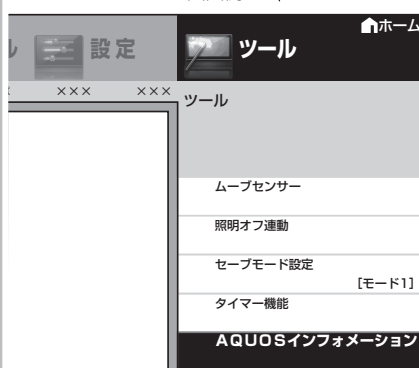 ホーム
設定
ツール
××× ×××
ツール
ムーブセンサー
照明オフ連動
セーブモード設定
[モード1]
タイマー機能
AQUOSインフォメーション